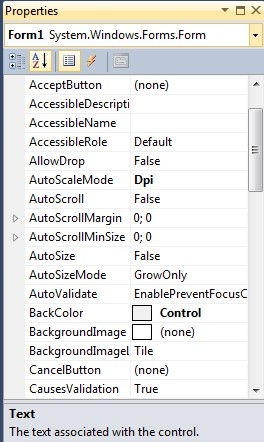 Properties
Form1 System.Windows.Forms.Form
AcceptButton (none)
AccessibleDescripti
AccessibleName
AccessibleRole Default
AllowDrop False
AutoScaleMode Dpi
AutoScroll False
AutoScrollMargin 0; 0
AutoScrollMinSize 0; 0
AutoSize False
AutoSizeMode GrowOnly
AutoValidate EnablePreventFocusC
BackColor Control
BackgroundImage (none)
BackgroundImageL Tile
CancelButton (none)
CausesValidation True
Text
The text associated with the control.